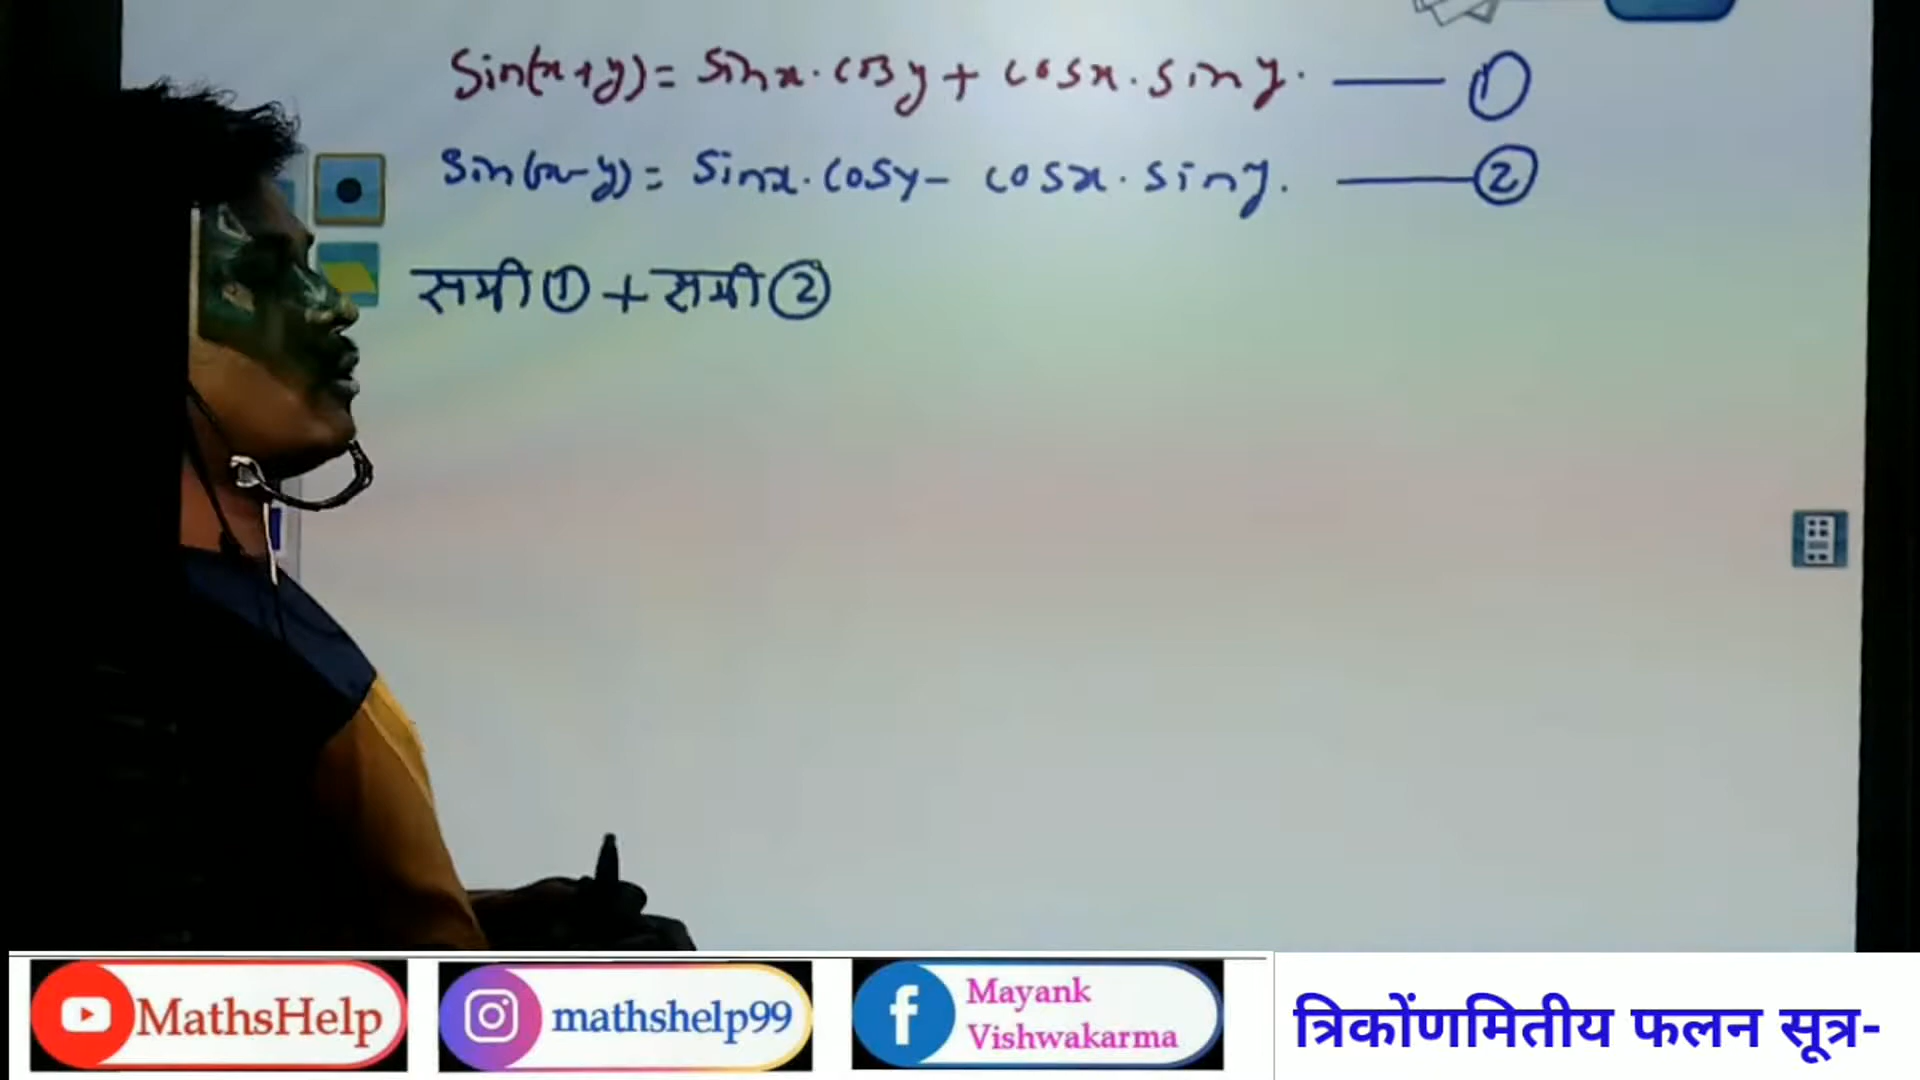 Sin(x+y)= Sinx.cosy + cosx.siny. —— ①
Sin(x-y)= Sinx.cosy - cosx.siny. —— ②
समी ① + समी ②
MathsHelp
mathshelp99
Mayank
Vishwakarma
त्रिकोंणमितीय फलन सूत्र-